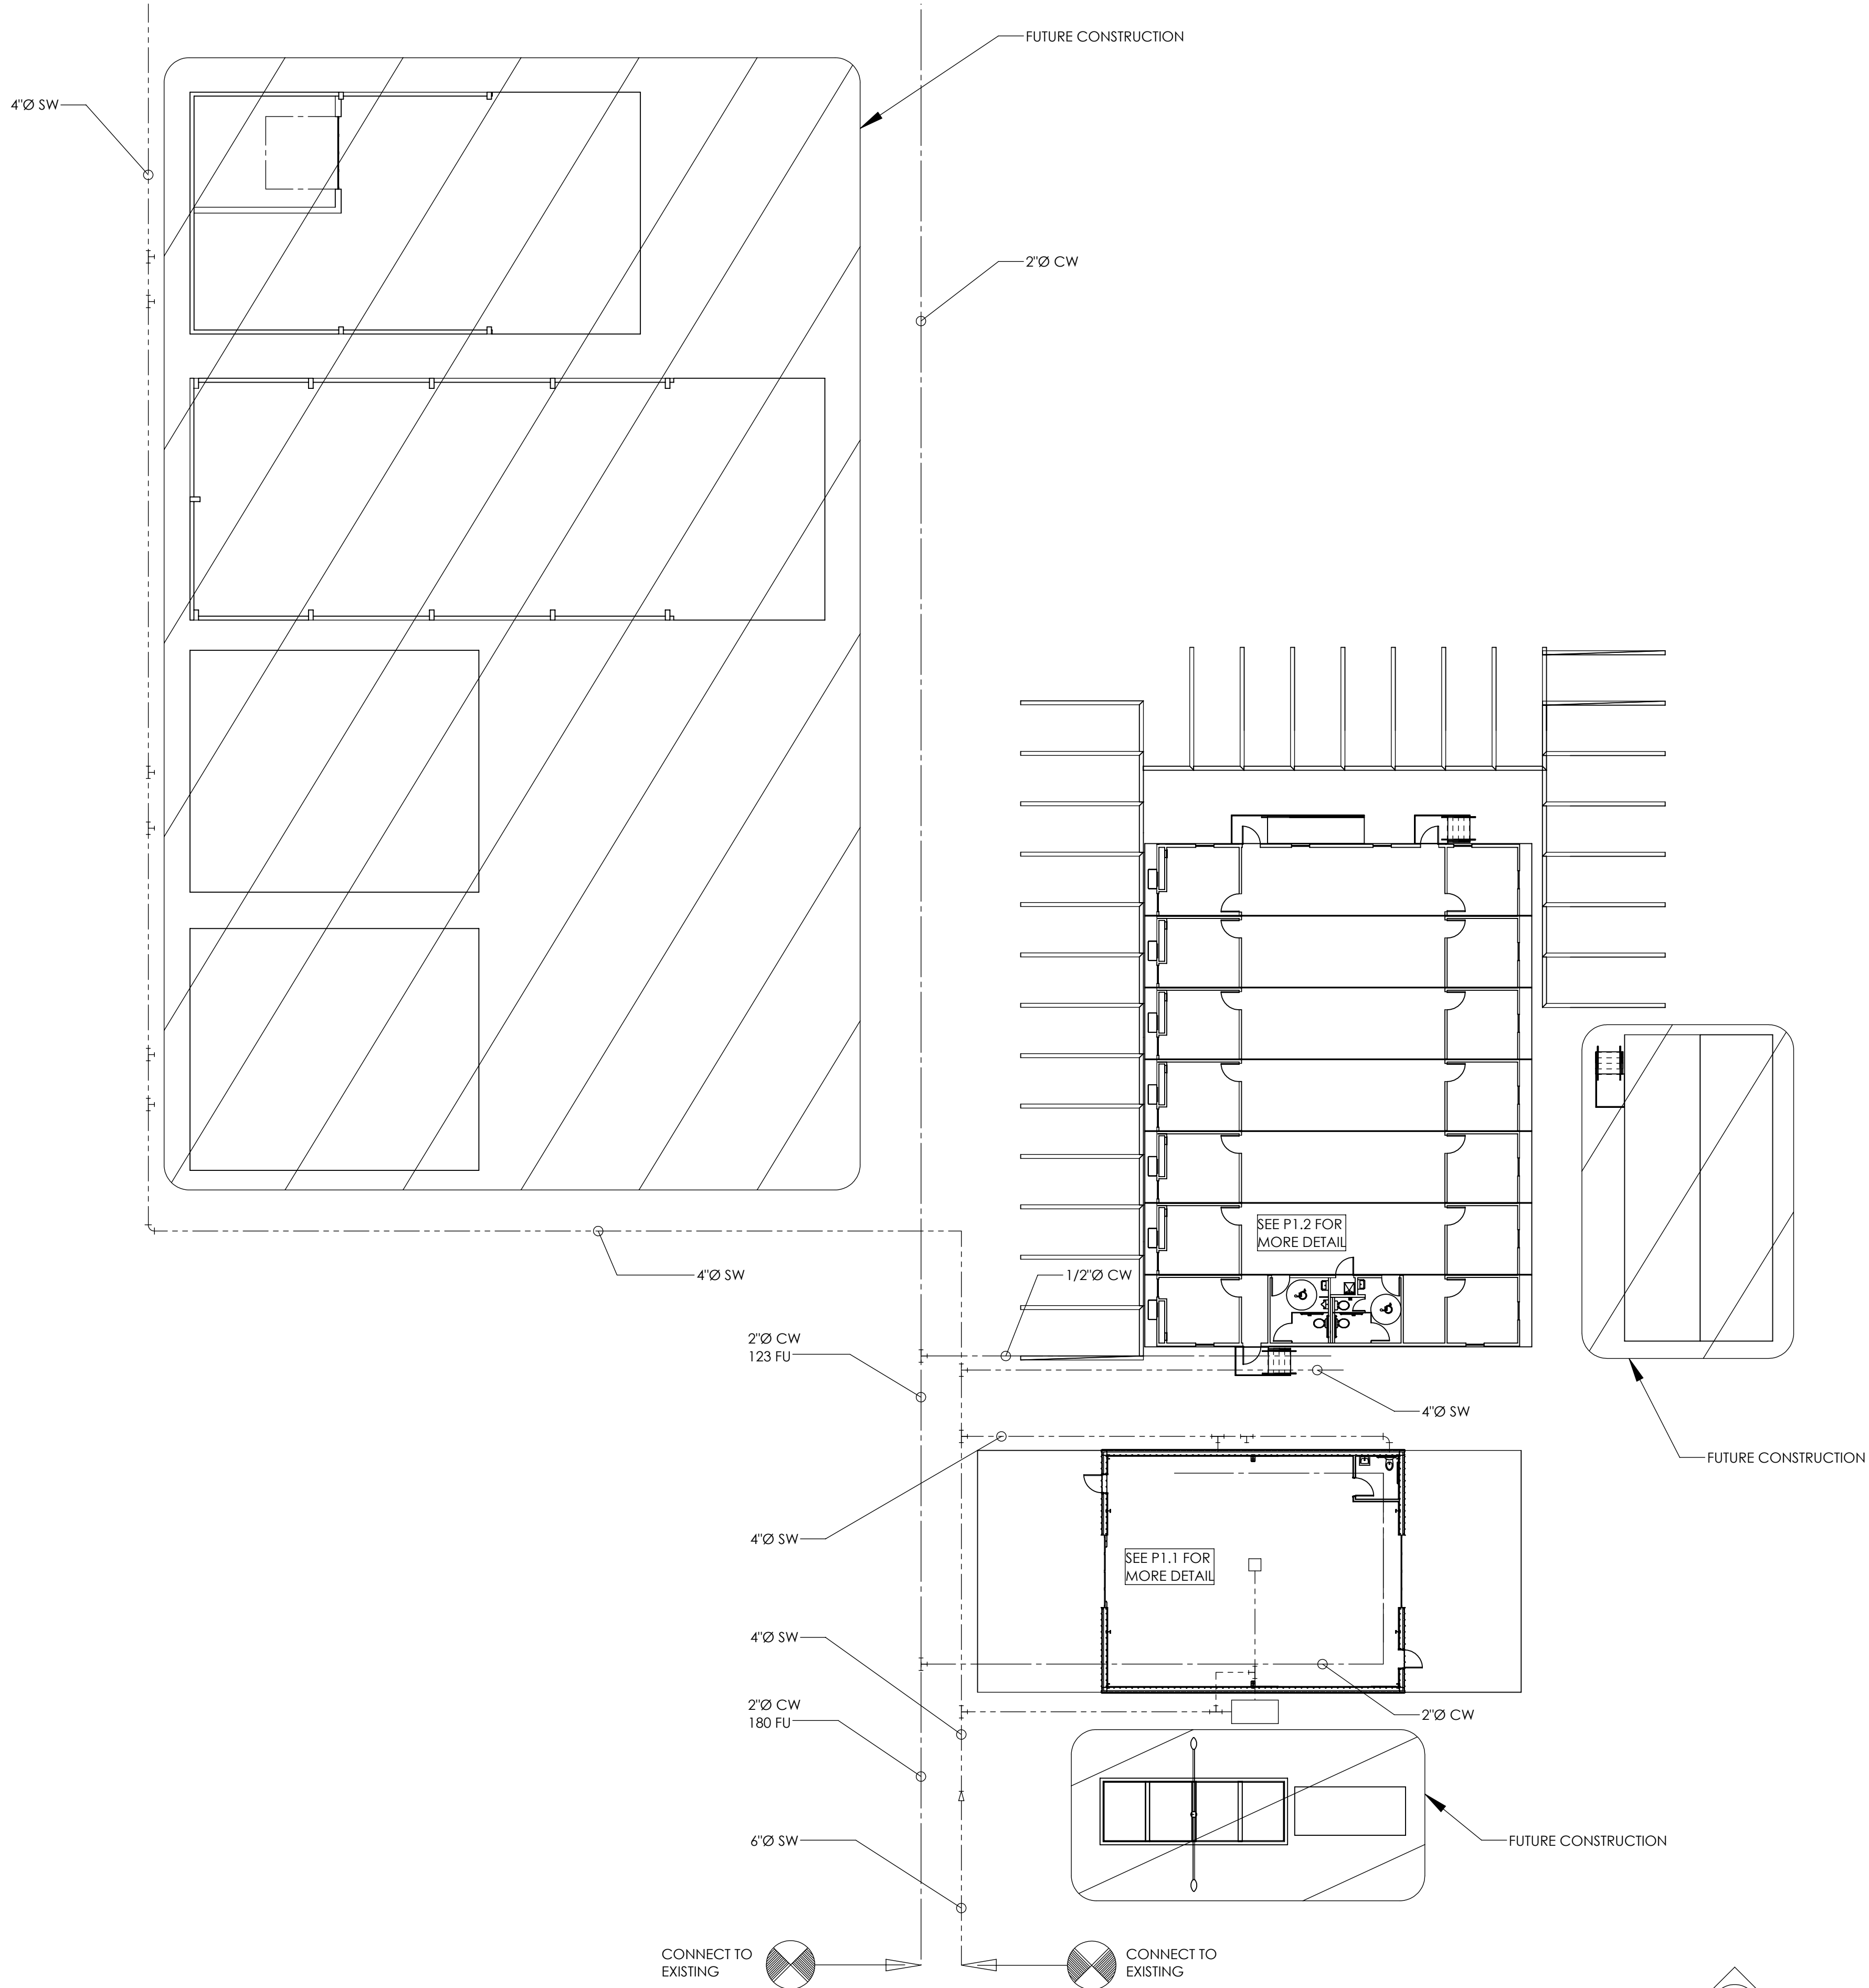 FUTURE CONSTRUCTION
4"Ø SW
2"Ø CW
SEE P1.2 FOR
MORE DETAIL
4"Ø SW
1/2"Ø CW
2"Ø CW
123 FU
4"Ø SW
FUTURE CONSTRUCTION
4"Ø SW
SEE P1.1 FOR
MORE DETAIL
4"Ø SW
2"Ø CW
180 FU
2"Ø CW
6"Ø SW
FUTURE CONSTRUCTION
CONNECT TO
EXISTING
CONNECT TO
EXISTING